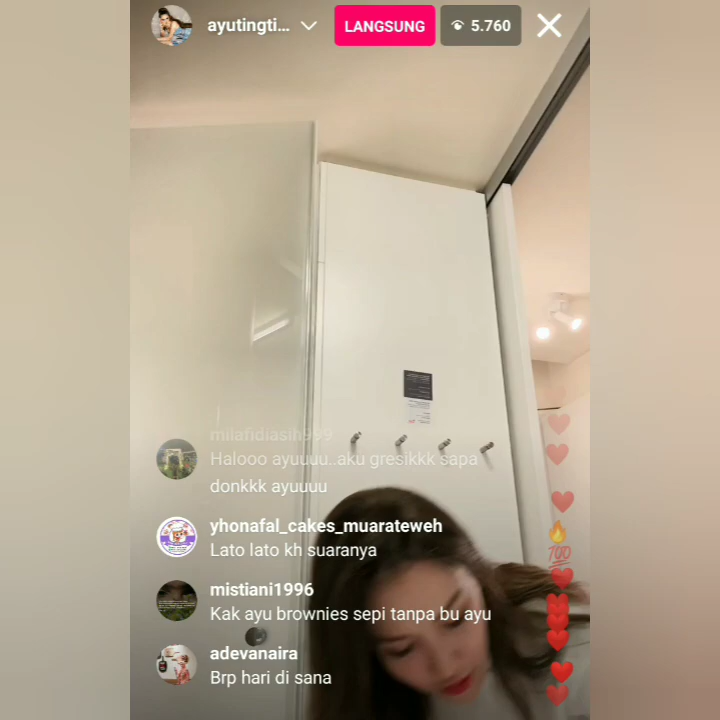 ayutingti...
LANGSUNG
5.760
milafidiasih999
Halooo ayuuuu..aku gresikkk sapa
donkkk ayuuuu
yhonafal_cakes_muarateweh
Lato lato kh suaranya
mistiani1996
Kak ayu brownies sepi tanpa bu ayu
adevanaira
Brp hari di sana
💯